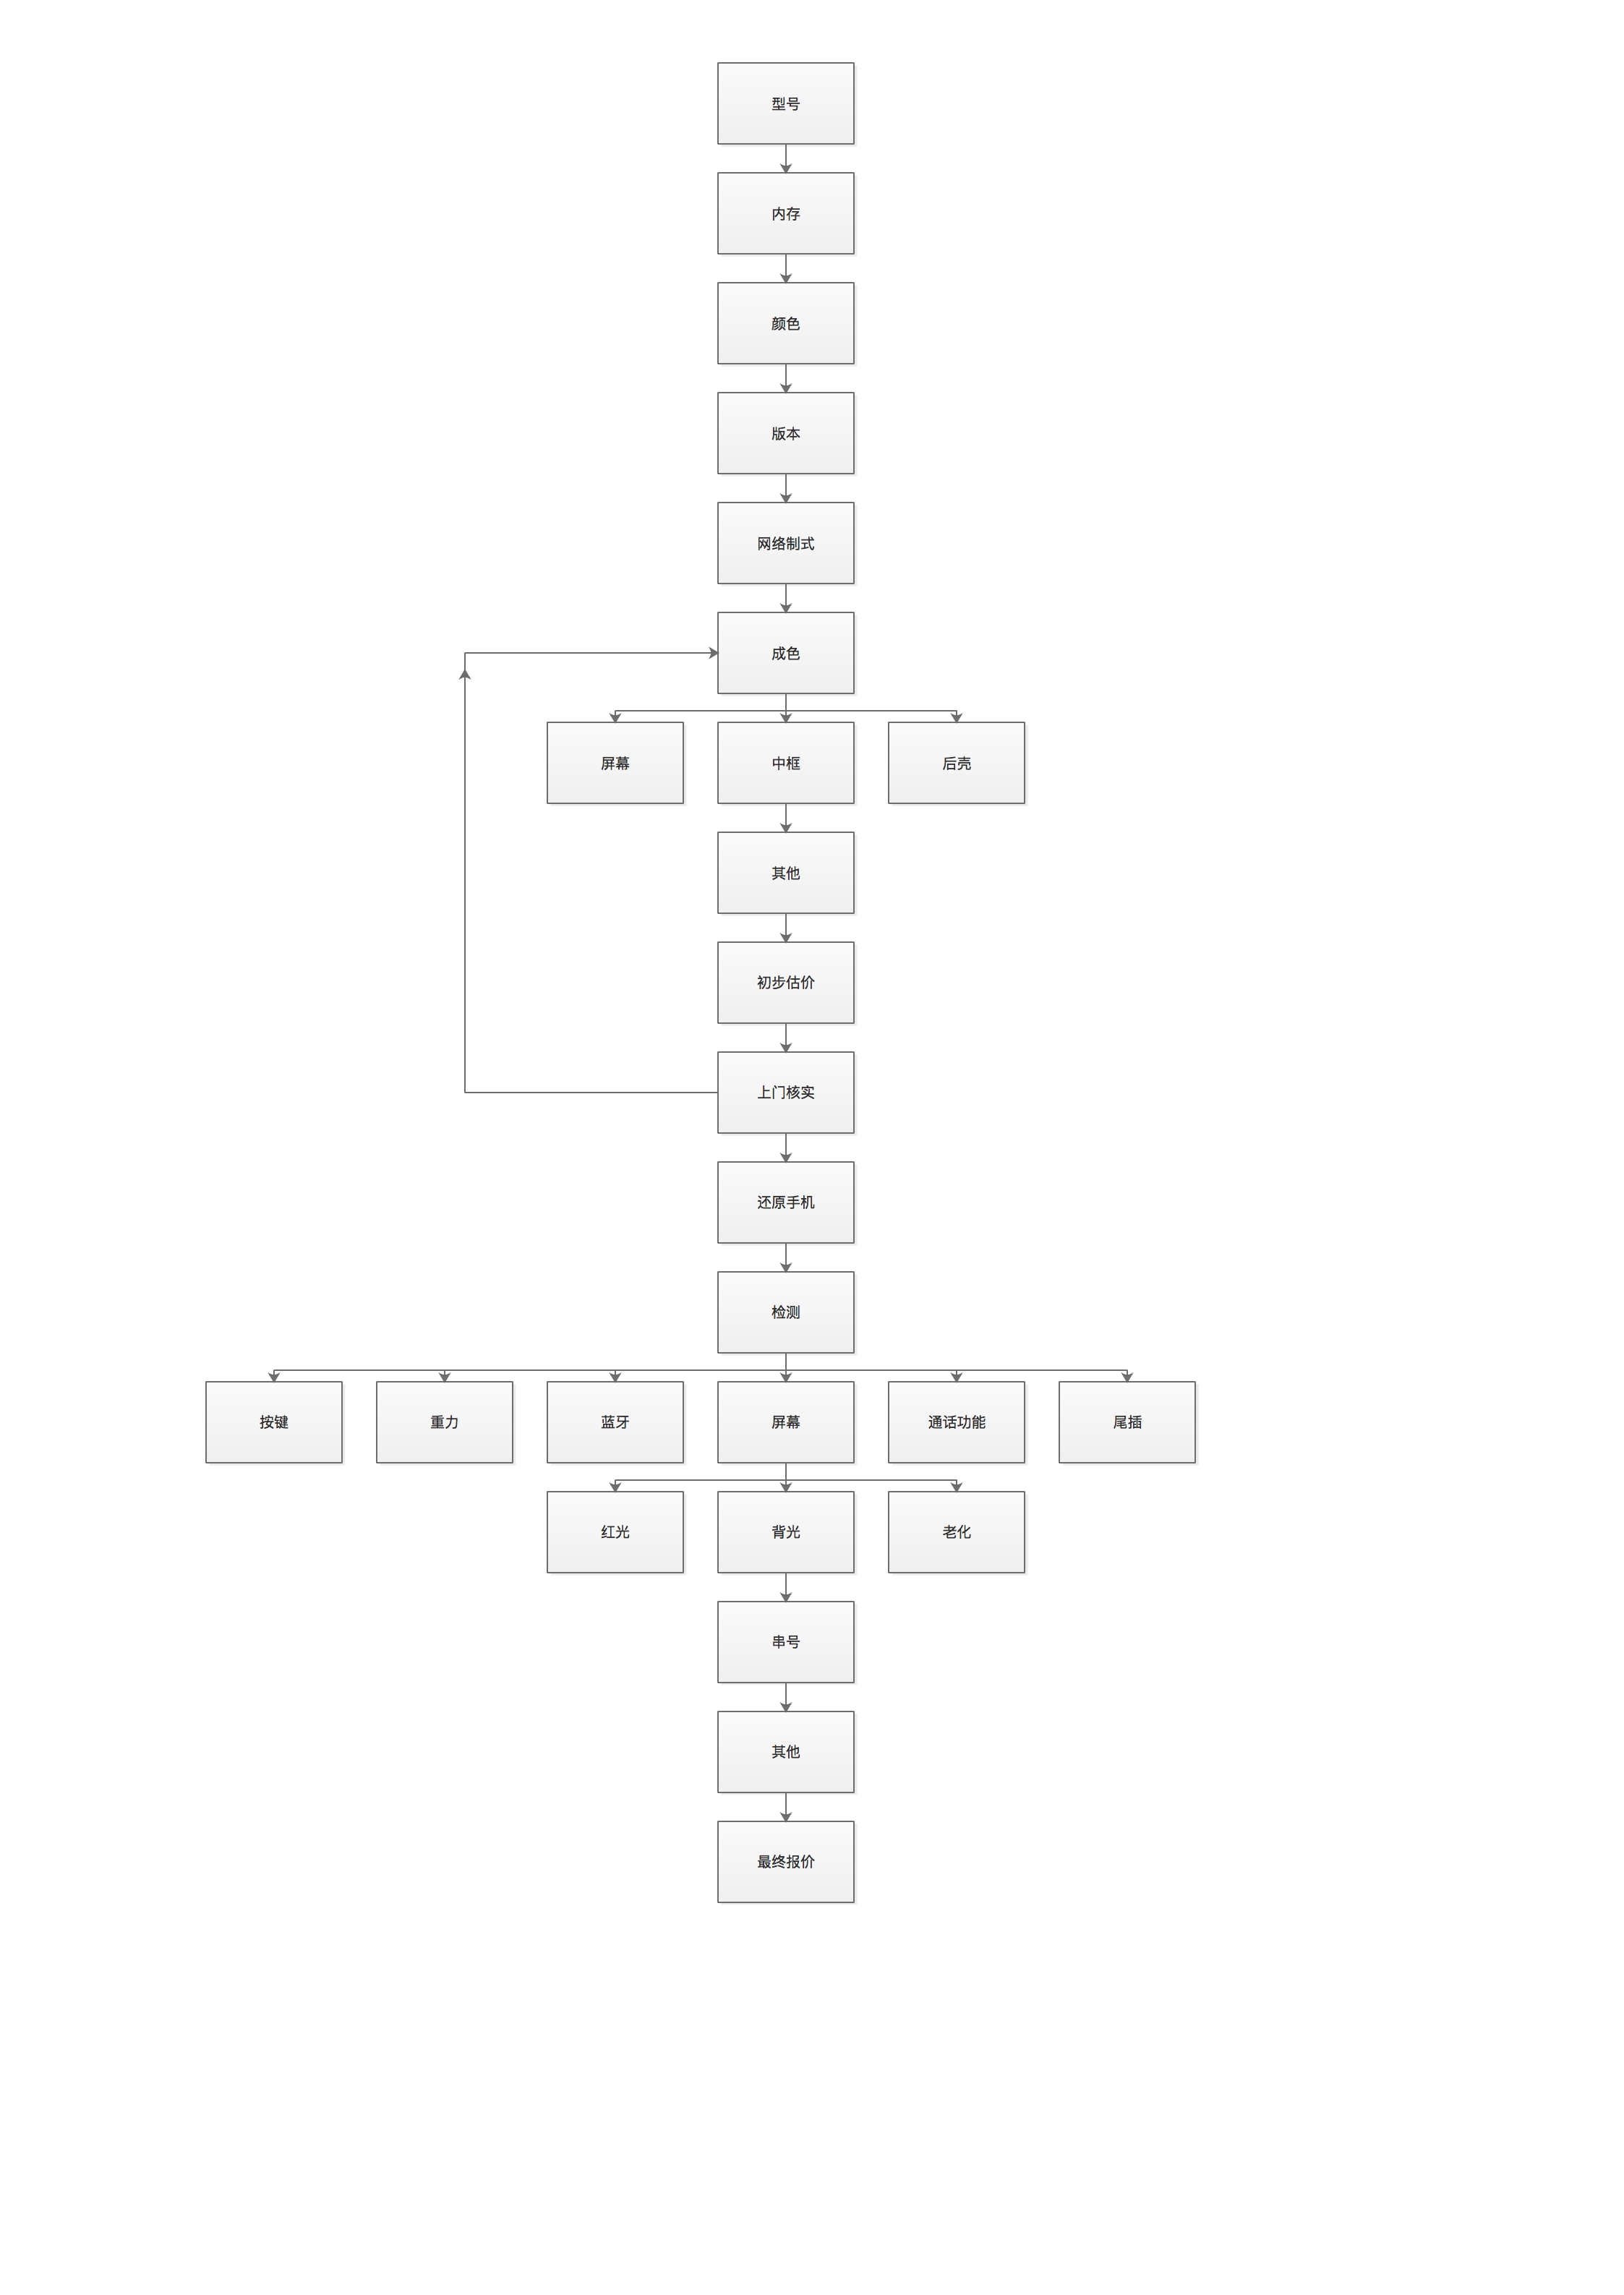 型号
内存
颜色
版本
网络制式
成色
屏幕
中框
后壳
其他
初步估价
上门核实
还原手机
检测
按键
重力
蓝牙
屏幕
通话功能
尾插
红光
背光
老化
串号
其他
最终报价